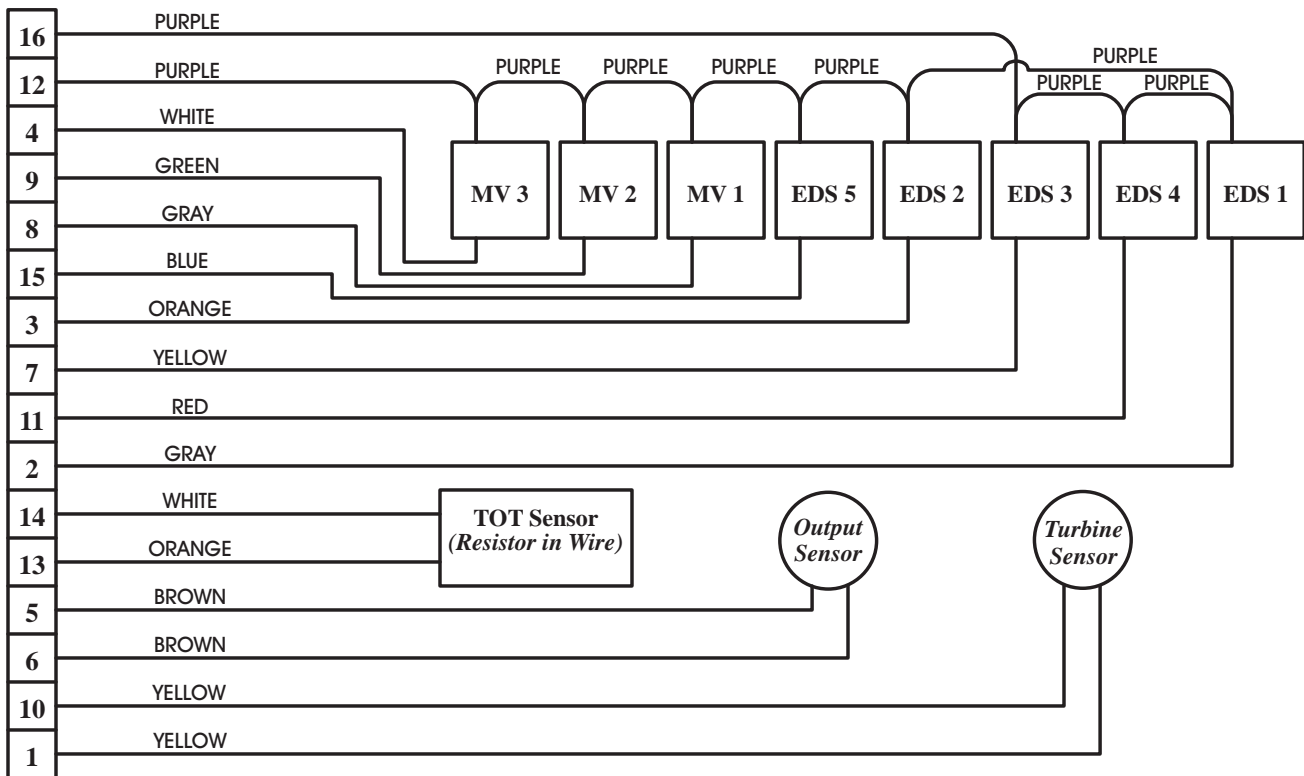 16 PURPLE
PURPLE
12 PURPLE PURPLE PURPLE PURPLE PURPLE PURPLE PURPLE
4 WHITE
9 GREEN
MV 3 MV 2 MV 1 EDS 5 EDS 2 EDS 3 EDS 4 EDS 1
8 GRAY
15 BLUE
3 ORANGE
7 YELLOW
11 RED
2 GRAY
14 WHITE
13 ORANGE
TOT Sensor
(Resistor in Wire)
Output
Sensor
Turbine
Sensor
5 BROWN
6 BROWN
10 YELLOW
1 YELLOW